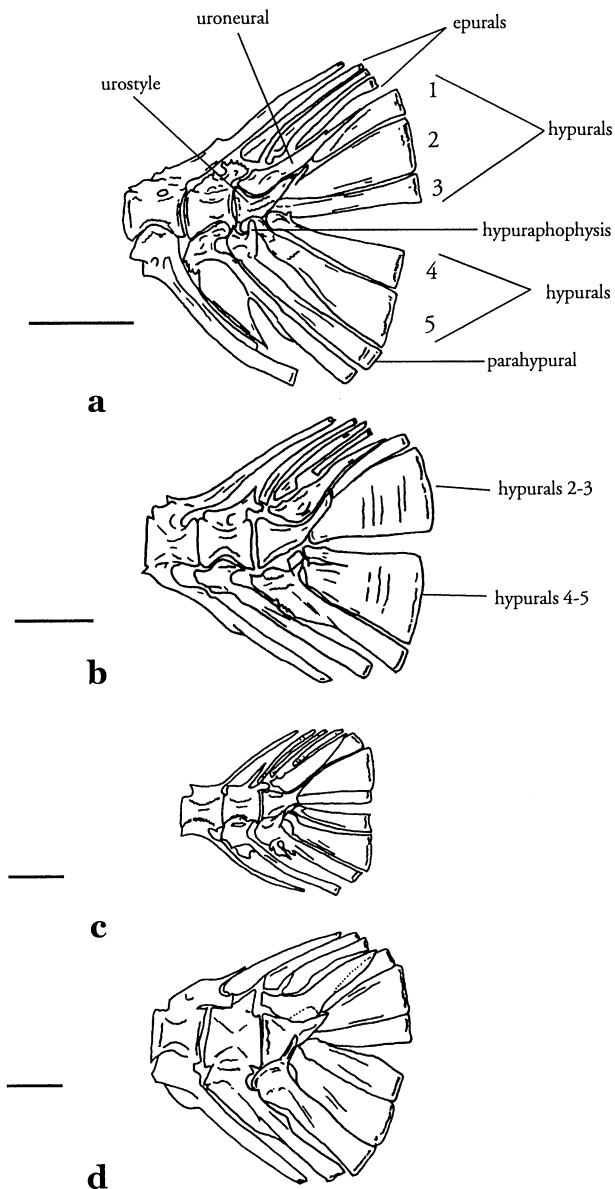 uroneural
epurals
urostyle
1
hypurals
2
3
hypuraphophysis
4
hypurals
5
parahypural
a
hypurals 2-3
hypurals 4-5
b
c
d